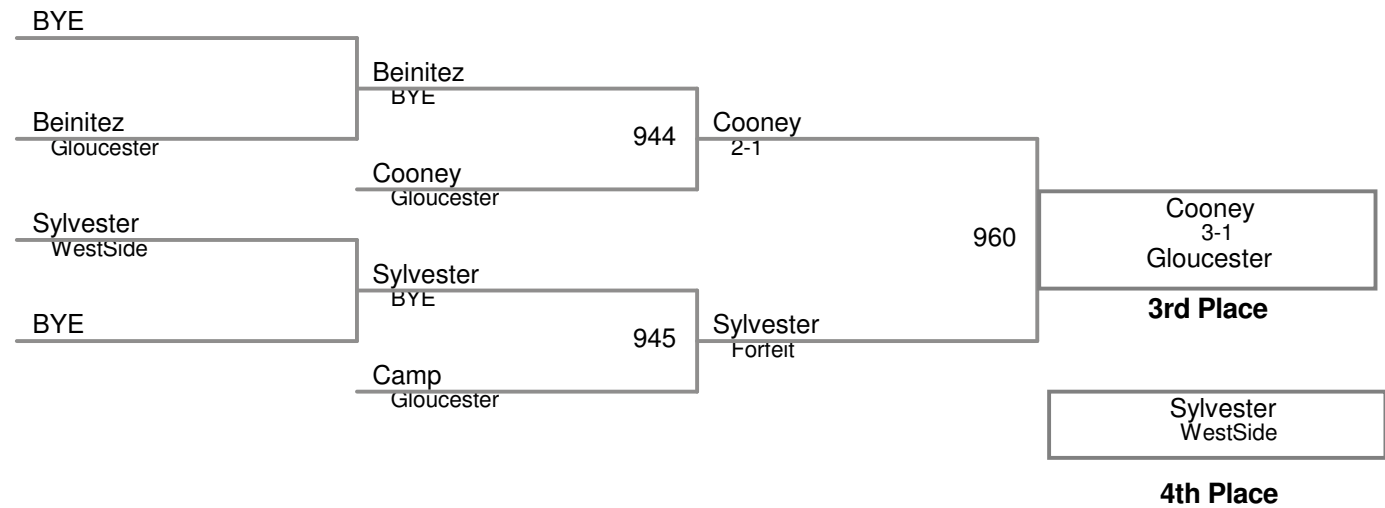 BYE
Beinitez
BYE
Beinitez
Gloucester
944
Cooney
2-1
Cooney
Gloucester
Sylvester
WestSide
960
Cooney
3-1
Gloucester
3rd Place
Sylvester
BYE
BYE
945
Sylvester
Forfeit
Camp
Gloucester
Sylvester
WestSide
4th Place